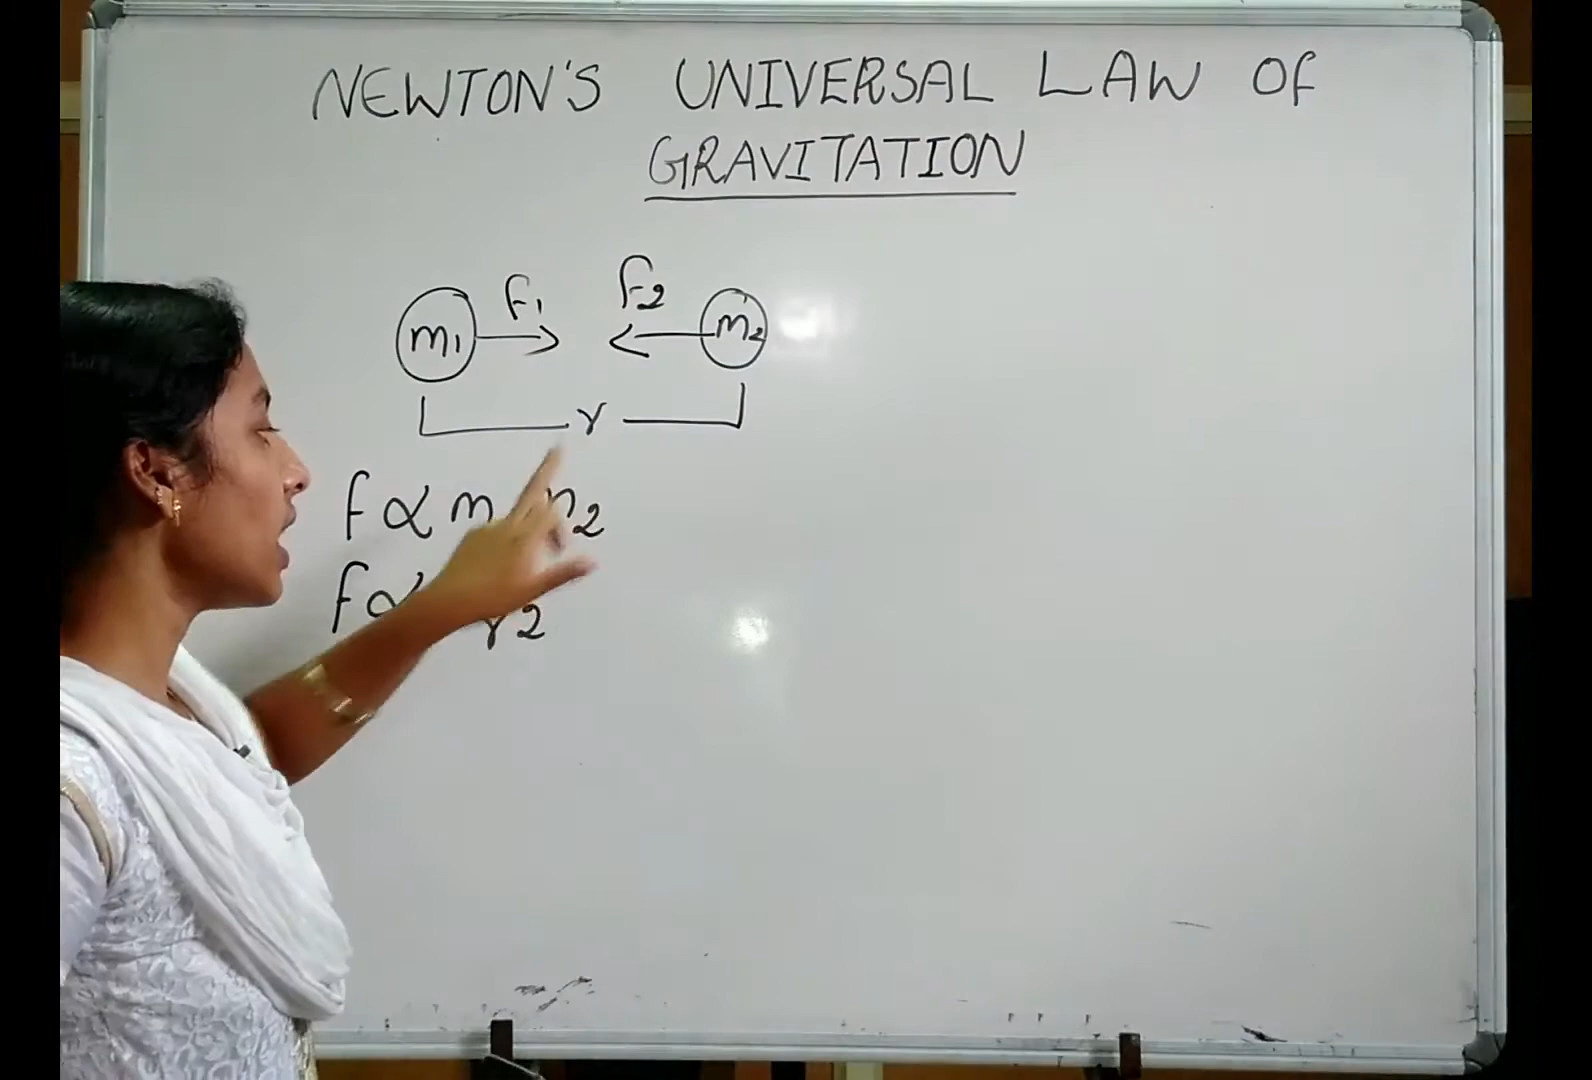 NEWTON'S UNIVERSAL LAW OF
GRAVITATION
F1 F2
m1 m2
r
F ∝ m
F ∝ r2